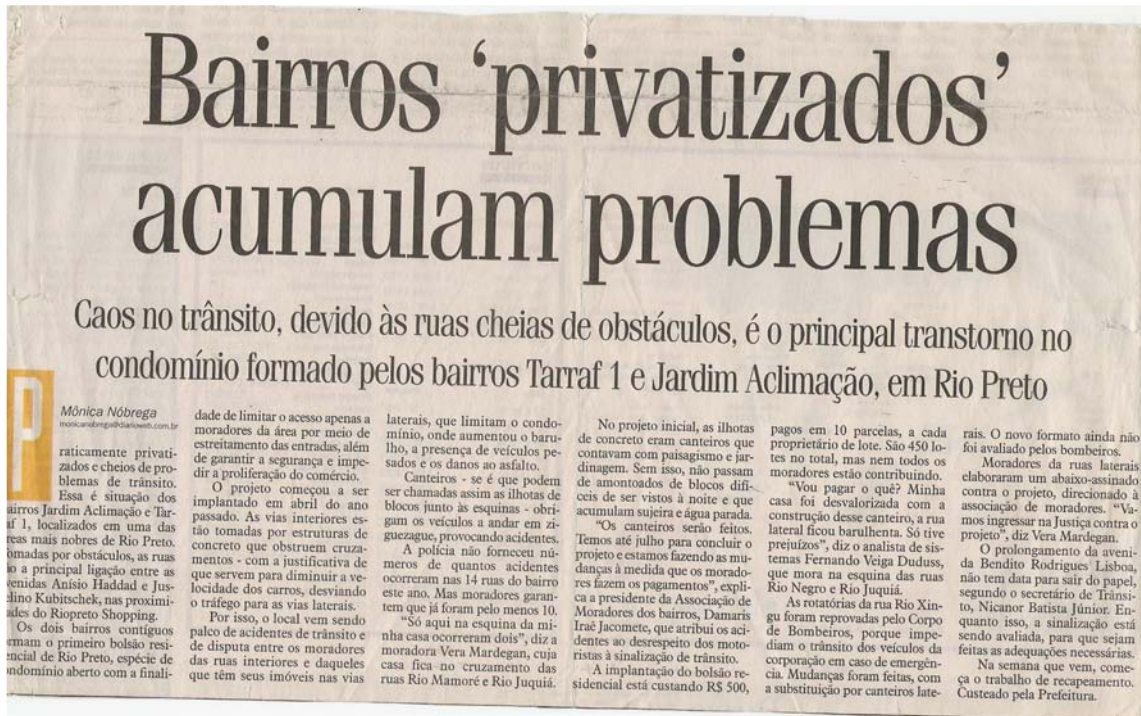 Bairros ‘privatizados’
acumulam problemas
Caos no trânsito, devido às ruas cheias de obstáculos, é o principal transtorno no
condomínio formado pelos bairros Tarraf 1 e Jardim Aclimação, em Rio Preto
Mônica Nóbrega
monicanobrega@diarioweb.com.br
P
raticamente privati-
zados e cheios de pro-
blemas de trânsito.
Essa é situação dos
airros Jardim Aclimação e Tar-
af 1, localizados em uma das
reas mais nobres de Rio Preto.
omadas por obstáculos, as ruas
ão a principal ligação entre as
venidas Anísio Haddad e Jus-
elino Kubitschek, nas proximi-
ades do Riopreto Shopping.
Os dois bairros contíguos
ormam o primeiro bolsão resi-
encial de Rio Preto, espécie de
ondomínio aberto com a finali-
dade de limitar o acesso apenas a
moradores da área por meio de
estreitamento das entradas, além
de garantir a segurança e impe-
dir a proliferação do comércio.
O projeto começou a ser
implantado em abril do ano
passado. As vias interiores es-
tão tomadas por estruturas de
concreto que obstruem cruza-
mentos - com a justificativa de
que servem para diminuir a ve-
locidade dos carros, desviando
o tráfego para as vias laterais.
Por isso, o local vem sendo
palco de acidentes de trânsito e
de disputa entre os moradores
das ruas interiores e daqueles
que têm seus imóveis nas vias
laterais, que limitam o condo-
mínio, onde aumentou o baru-
lho, a presença de veículos pe-
sados e os danos ao asfalto.
Canteiros - se é que podem
ser chamadas assim as ilhotas de
blocos junto às esquinas - obri-
gam os veículos a andar em zi-
guezague, provocando acidentes.
A polícia não forneceu nú-
meros de quantos acidentes
ocorreram nas 14 ruas do bairro
este ano. Mas moradores garan-
tem que já foram pelo menos 10.
“Só aqui na esquina da mi-
nha casa ocorreram dois”, diz a
moradora Vera Mardegan, cuja
casa fica no cruzamento das
ruas Rio Mamoré e Rio Juquiá.
No projeto inicial, as ilhotas
de concreto eram canteiros que
contavam com paisagismo e jar-
dinagem. Sem isso, não passam
de amontoados de blocos difí-
ceis de ser vistos à noite e que
acumulam sujeira e água parada.
“Os canteiros serão feitos.
Temos até julho para concluir o
projeto e estamos fazendo as mu-
danças à medida que os morado-
res fazem os pagamentos”, expli-
ca a presidente da Associação de
Moradores dos bairros, Damaris
Iraê Jacomete, que atribui os aci-
dentes ao desrespeito dos moto-
ristas à sinalização de trânsito.
A implantação do bolsão re-
sidencial está custando R$ 500,
pagos em 10 parcelas, a cada
proprietário de lote. São 450 lo-
tes no total, mas nem todos os
moradores estão contribuindo.
“Vou pagar o quê? Minha
casa foi desvalorizada com a
construção desse canteiro, a rua
lateral ficou barulhenta. Só tive
prejuízos”, diz o analista de sis-
temas Fernando Veiga Duduss,
que mora na esquina das ruas
Rio Negro e Rio Juquiá.
As rotatórias da rua Rio Xin-
gu foram reprovadas pelo Corpo
de Bombeiros, porque impe-
diam o trânsito dos veículos da
corporação em caso de emergên-
cia. Mudanças foram feitas, com
a substituição por canteiros late-
rais. O novo formato ainda não
foi avaliado pelos bombeiros.
Moradores da ruas laterais
elaboraram um abaixo-assinado
contra o projeto, direcionado à
associação de moradores. “Va-
mos ingressar na Justiça contra o
projeto”, diz Vera Mardegan.
O prolongamento da aveni-
da Bendito Rodrigues Lisboa,
não tem data para sair do papel,
segundo o secretário de Trânsi-
to, Nicanor Batista Júnior. En-
quanto isso, a sinalização está
sendo avaliada, para que sejam
feitas as adequações necessárias.
Na semana que vem, come-
ça o trabalho de recapeamento.
Custeado pela Prefeitura.